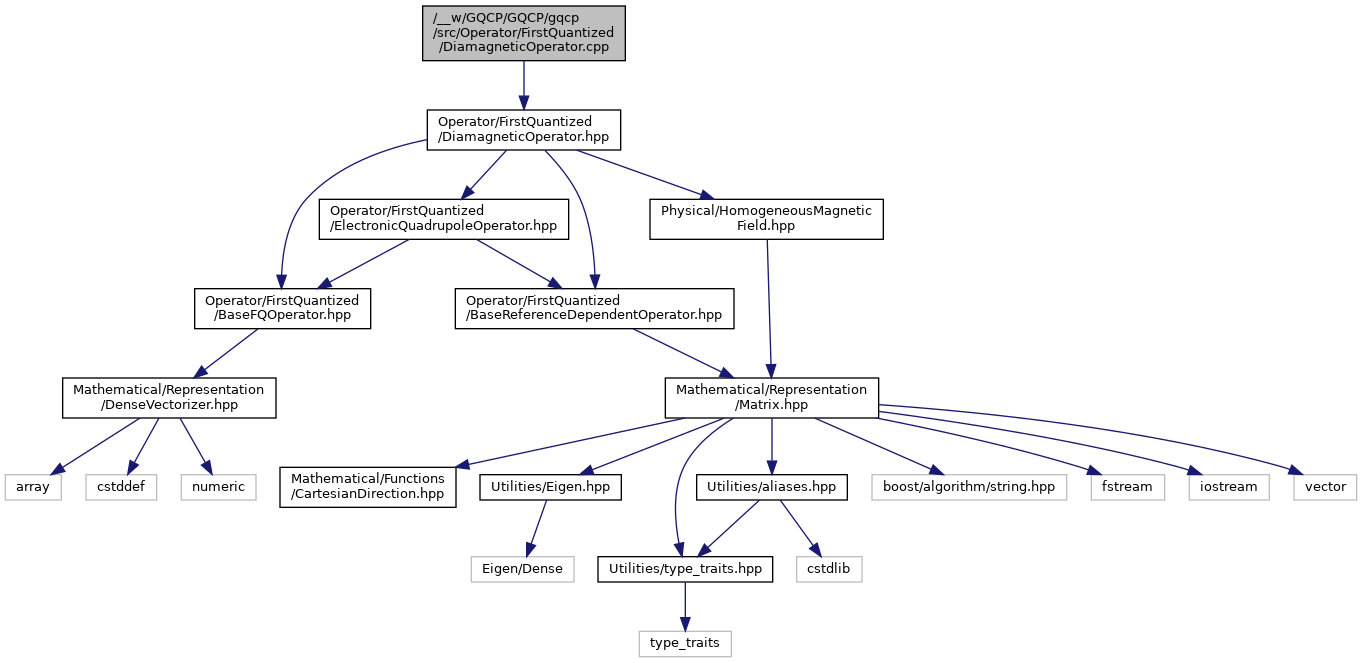 /__w/GQCP/GQCP/gqcp
/src/Operator/FirstQuantized
/DiamagneticOperator.cpp
Operator/FirstQuantized
/DiamagneticOperator.hpp
Operator/FirstQuantized
/ElectronicQuadrupoleOperator.hpp
Physical/HomogeneousMagnetic
Field.hpp
Operator/FirstQuantized
/BaseFQOperator.hpp
Operator/FirstQuantized
/BaseReferenceDependentOperator.hpp
Mathematical/Representation
/DenseVectorizer.hpp
Mathematical/Representation
/Matrix.hpp
array
cstddef
numeric
Mathematical/Functions
/CartesianDirection.hpp
Utilities/Eigen.hpp
Utilities/aliases.hpp
boost/algorithm/string.hpp
fstream
iostream
vector
Eigen/Dense
Utilities/type_traits.hpp
cstdlib
type_traits